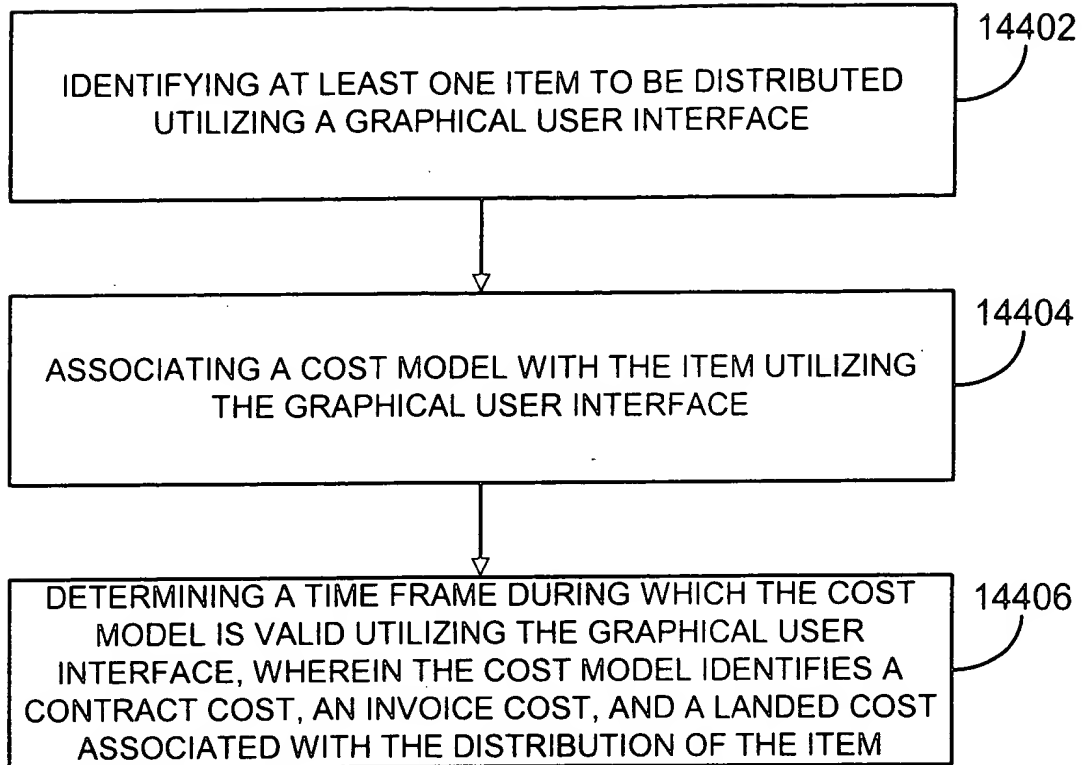 14402
IDENTIFYING AT LEAST ONE ITEM TO BE DISTRIBUTED
UTILIZING A GRAPHICAL USER INTERFACE
14404
ASSOCIATING A COST MODEL WITH THE ITEM UTILIZING
THE GRAPHICAL USER INTERFACE
14406
DETERMINING A TIME FRAME DURING WHICH THE COST
MODEL IS VALID UTILIZING THE GRAPHICAL USER
INTERFACE, WHEREIN THE COST MODEL IDENTIFIES A
CONTRACT COST, AN INVOICE COST, AND A LANDED COST
ASSOCIATED WITH THE DISTRIBUTION OF THE ITEM